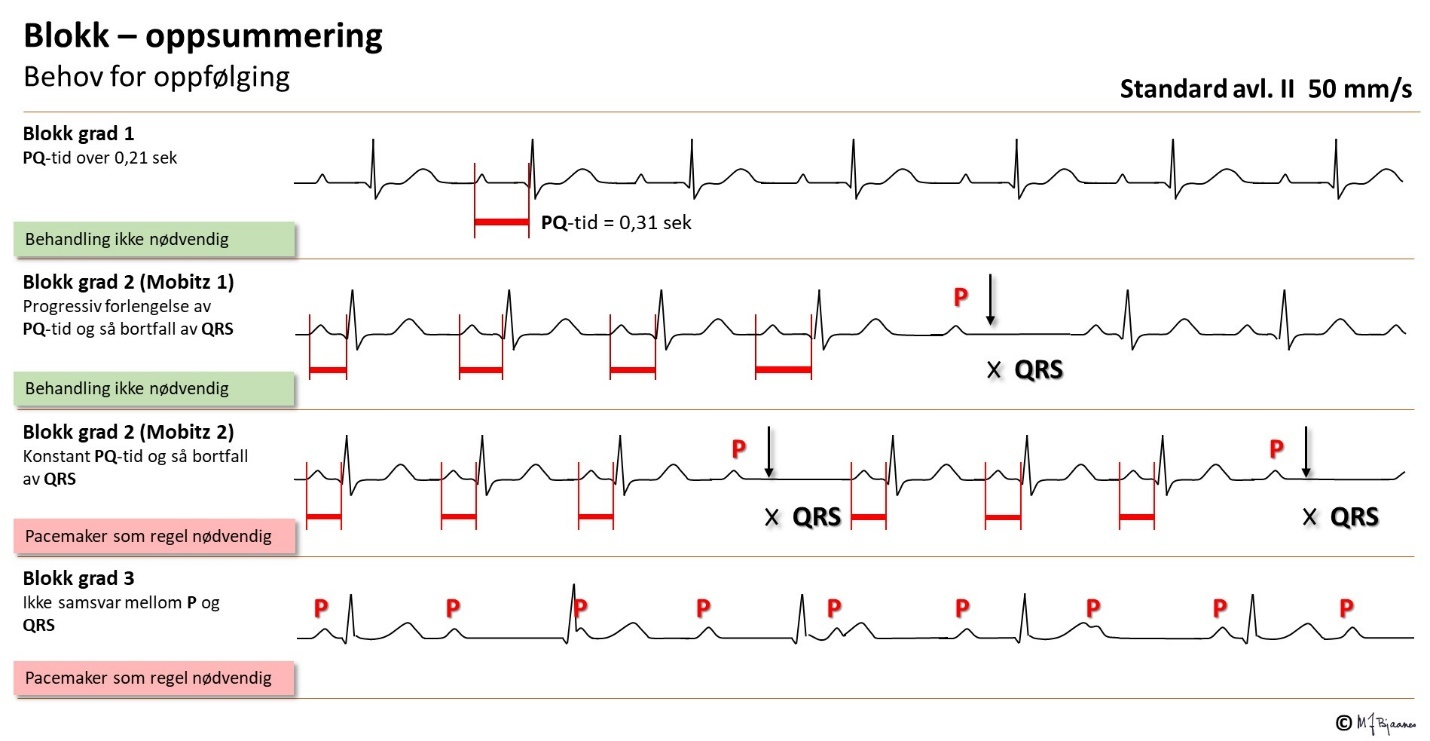 Blokk – oppsummering
Behov for oppfølging
Standard avl. II 50 mm/s
Blokk grad 1
PQ-tid over 0,21 sek
PQ-tid = 0,31 sek
Behandling ikke nødvendig
Blokk grad 2 (Mobitz 1)
Progressiv forlengelse av
PQ-tid og så bortfall av QRS
P
X QRS
Behandling ikke nødvendig
Blokk grad 2 (Mobitz 2)
Konstant PQ-tid og så bortfall
av QRS
P P
X QRS X QRS
Pacemaker som regel nødvendig
Blokk grad 3
Ikke samsvar mellom P og
QRS
P P P P P P P P P
Pacemaker som regel nødvendig
© M J Bjaanes